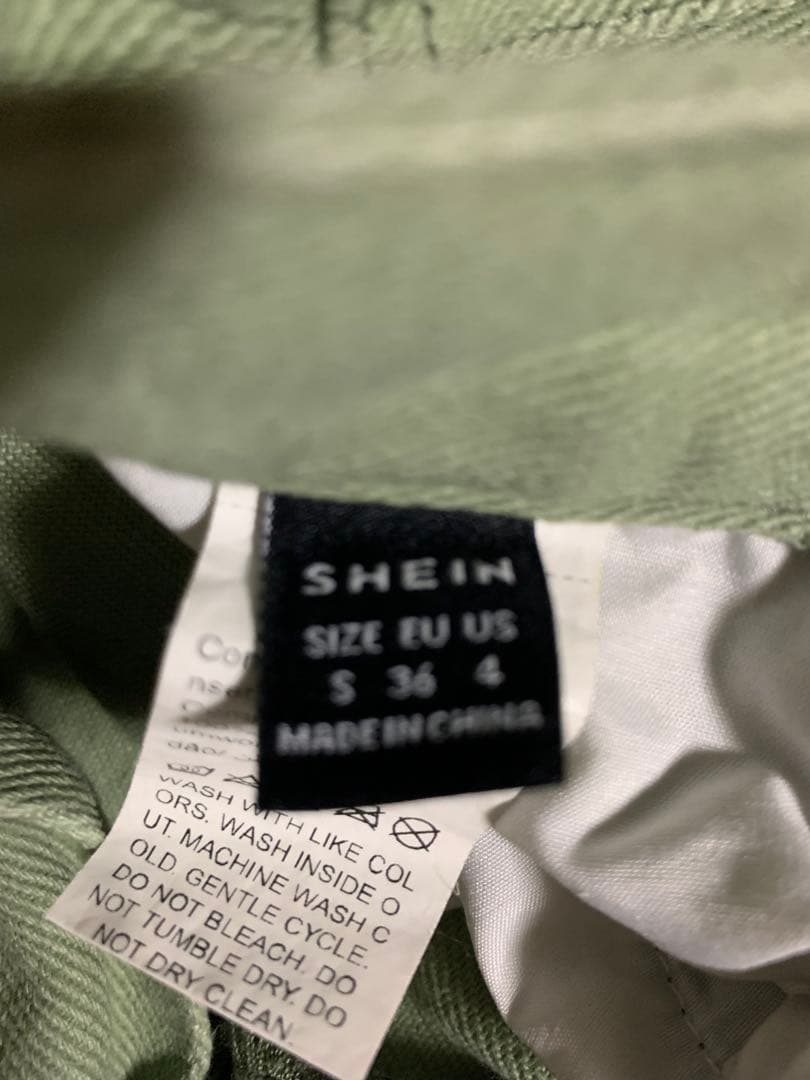 SHEIN
SIZE EU US
S 36 4
MADE IN CHINA
WASH WITH LIKE COL
ORS. WASH INSIDE O
UT. MACHINE WASH C
OLD. GENTLE CYCLE.
DO NOT BLEACH. DO
NOT TUMBLE DRY. DO
NOT DRY CLEAN.